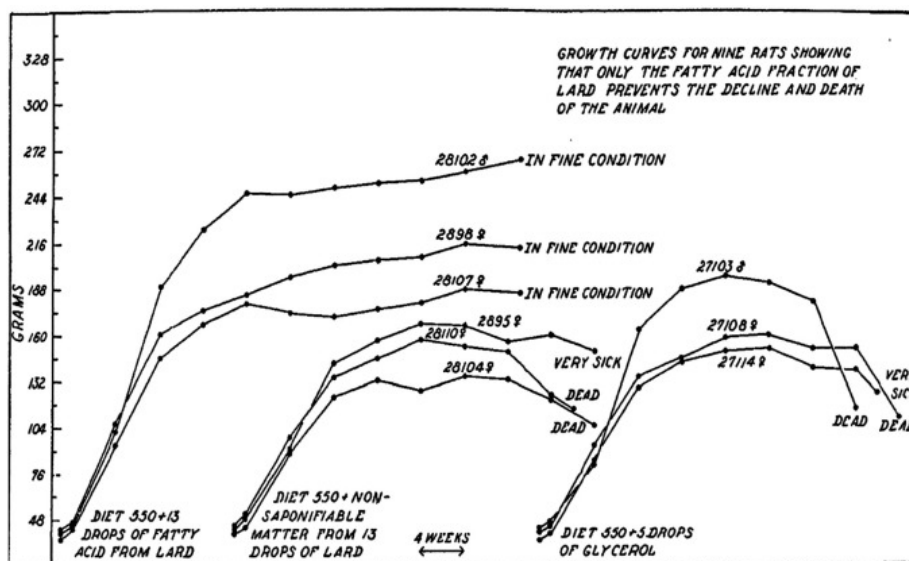 GROWTH CURVES FOR NINE RATS SHOWING
THAT ONLY THE FATTY ACID FRACTION OF
LARD PREVENTS THE DECLINE AND DEATH
OF THE ANIMAL
GRAMS
328
300
272
244
216
188
160
132
104
76
48
28102♂
IN FINE CONDITION
2898♀
IN FINE CONDITION
28107♀
IN FINE CONDITION
2895♀
VERY SICK
28110♀
DEAD
28104♀
DEAD
27103♂
DEAD
27108♀
DEAD
27114♀
VER
SIC
DIET 550+13
DROPS OF FATTY
ACID FROM LARD
DIET 550+NON-
SAPONIFIABLE
MATTER FROM 13
DROPS OF LARD
4 WEEKS
DIET 550+5 DROPS
OF GLYCEROL